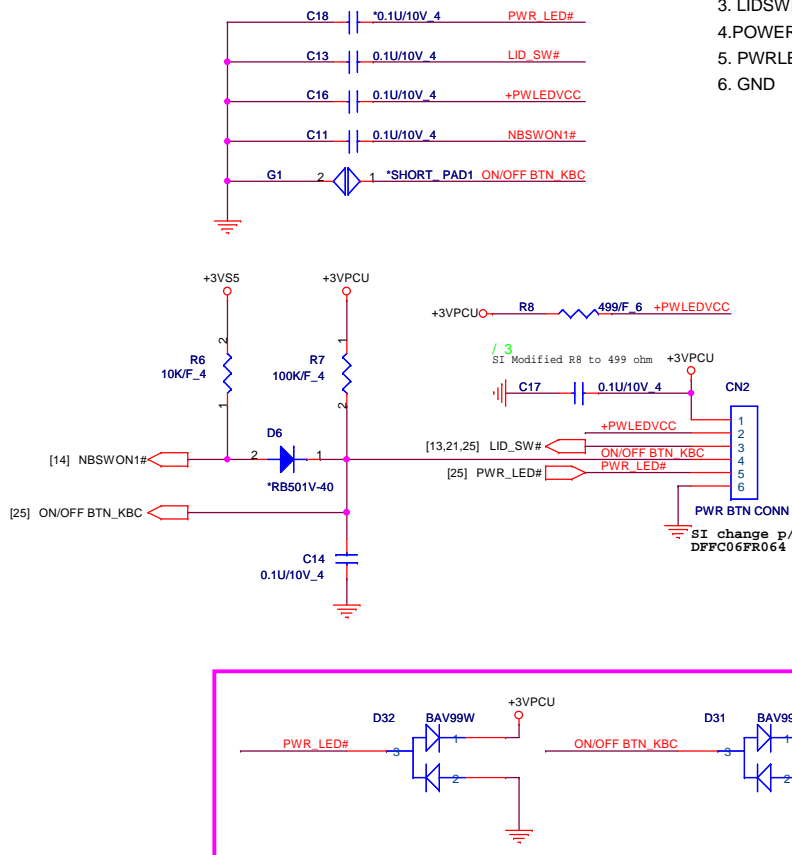 C18 *0.1U/10V_4 PWR_LED#
3. LIDSW
C13 0.1U/10V_4 LID_SW#
4.POWER
5. PWRLE
6. GND
C16 0.1U/10V_4 +PWLEDVCC
C11 0.1U/10V_4 NBSWON1#
G1 2 1 *SHORT_ PAD1 ON/OFF BTN_KBC
+3VS5 +3VPCU
+3VPCU R8 499/F_6 +PWLEDVCC
/ 3
SI Modified R8 to 499 ohm +3VPCU
2 1
R6 R7
10K/F_4 100K/F_4
1 2
C17 0.1U/10V_4 CN2
1
+PWLEDVCC 2
D6
[13,21,25] LID_SW# 3
[14] NBSWON1# 2 1 ON/OFF BTN_KBC 4
[25] PWR_LED# PWR_LED# 5
*RB501V-40 6
[25] ON/OFF BTN_KBC PWR BTN CONN
SI change p/
DFFC06FR064
C14
0.1U/10V_4
+3VPCU
D32 BAV99W D31 BAV99
PWR_LED# 3 1 ON/OFF BTN_KBC 3 1
2 2